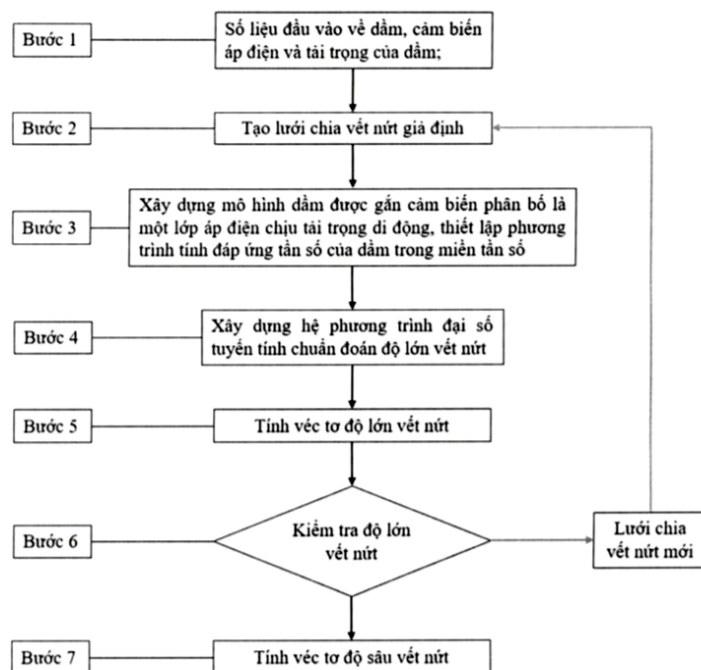 Bước 1
Số liệu đầu vào về dầm, cảm biến
áp điện và tải trọng của dầm;
Bước 2
Tạo lưới chia vết nứt giả định
Bước 3
Xây dựng mô hình dầm được gắn cảm biến phân bố là
một lớp áp điện chịu tải trọng di động, thiết lập phương
trình tính đáp ứng tần số của dầm trong miền tần số
Bước 4
Xây dựng hệ phương trình đại số
tuyến tính chuẩn đoán độ lớn vết nứt
Bước 5
Tính véc tơ độ lớn vết nứt
Bước 6
Kiểm tra độ lớn
vết nứt
Lưới chia
vết nứt mới
Bước 7
Tính véc tơ độ sâu vết nứt